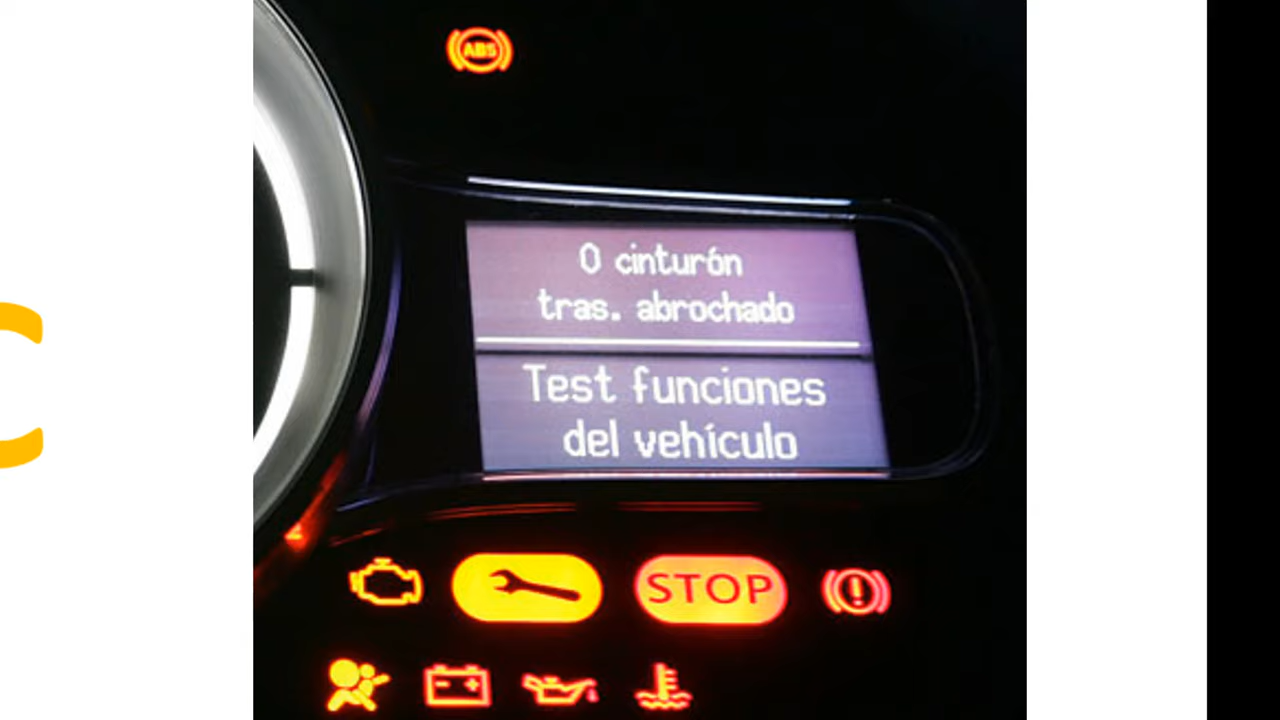 ABS
0 cinturón
tras. abrochado
Test funciones
del vehículo
STOP